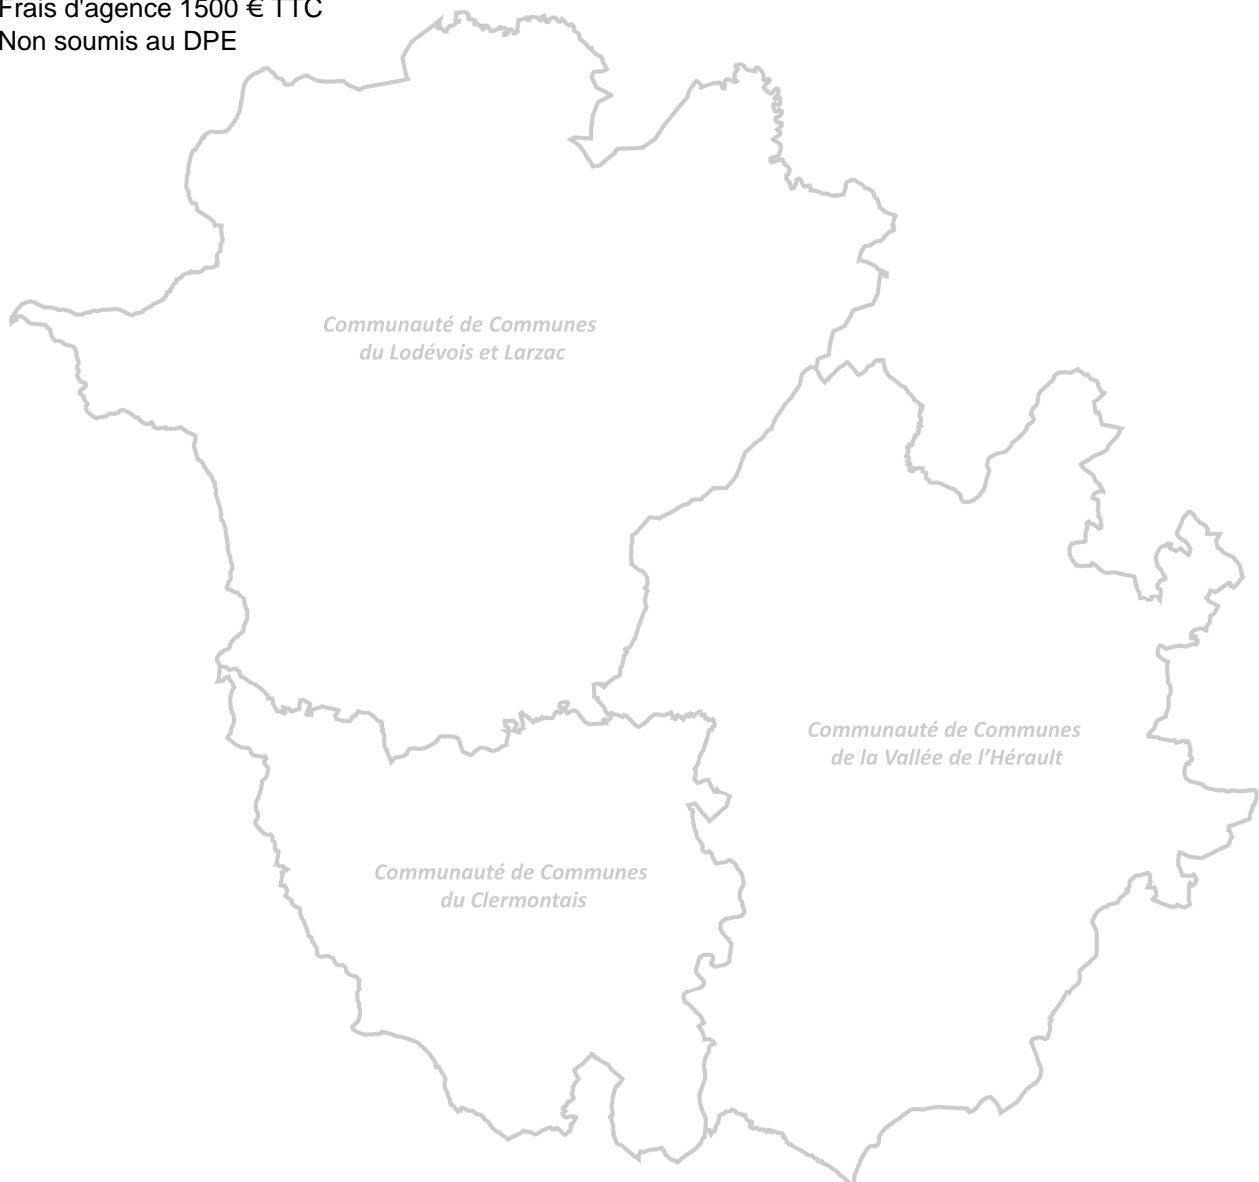 Frais d'agence 1500 € TTC
Non soumis au DPE
Communauté de Communes
du Lodévois et Larzac
Communauté de Communes
de la Vallée de l’Hérault
Communauté de Communes
du Clermontais